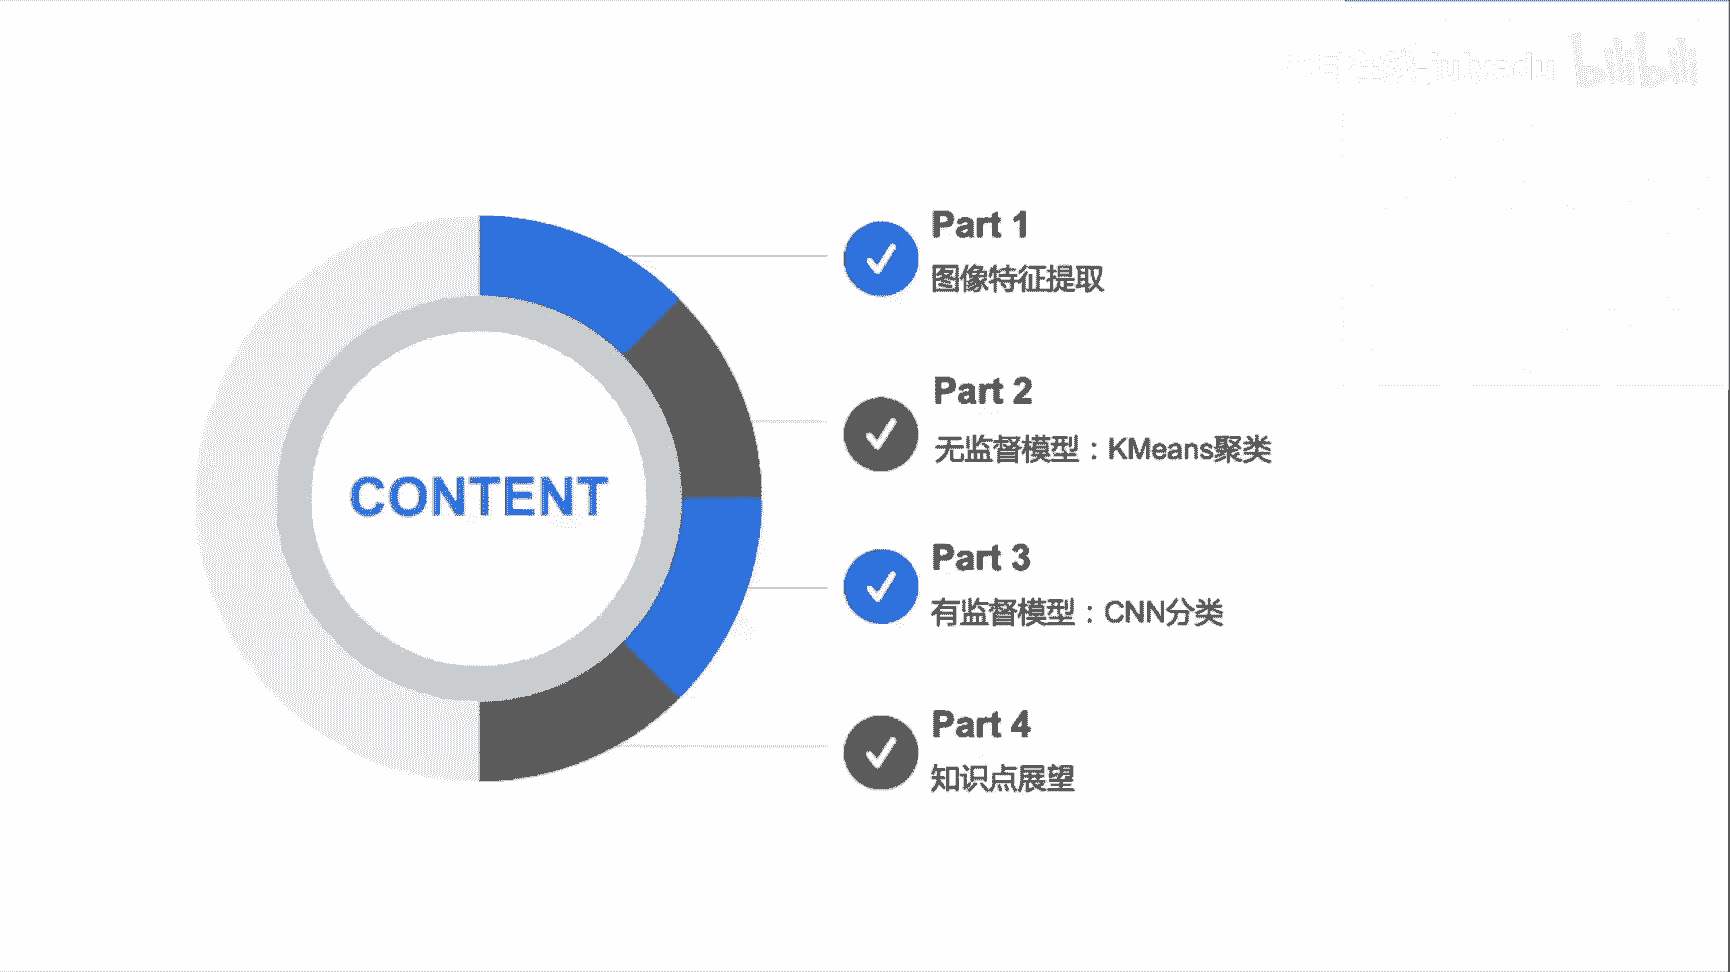 bilibili
Part 1
图像特征提取
Part 2
无监督模型：KMeans聚类
CONTENT
Part 3
有监督模型：CNN分类
Part 4
知识点展望